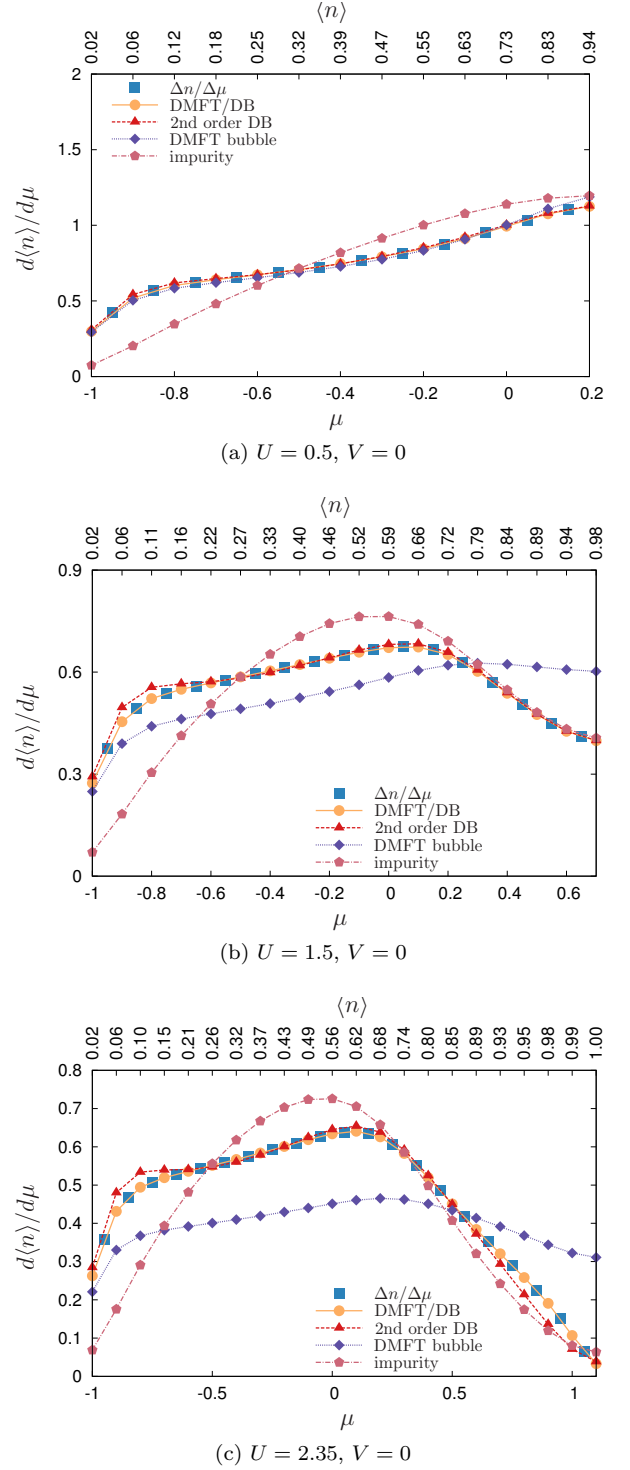 ⟨n⟩
0.02 0.06 0.12 0.18 0.25 0.32 0.39 0.47 0.55 0.63 0.73 0.83 0.94
2
1.5
1
0.5
0
d⟨n⟩/dμ
Δn/Δμ
DMFT/DB
2nd order DB
DMFT bubble
impurity
-1 -0.8 -0.6 -0.4 -0.2 0 0.2
μ
(a) U = 0.5, V = 0
⟨n⟩
0.02 0.06 0.11 0.16 0.22 0.27 0.33 0.40 0.46 0.52 0.59 0.66 0.72 0.79 0.84 0.89 0.94 0.98
0.9
0.6
0.3
0
d⟨n⟩/dμ
Δn/Δμ
DMFT/DB
2nd order DB
DMFT bubble
impurity
-1 -0.8 -0.6 -0.4 -0.2 0 0.2 0.4 0.6
μ
(b) U = 1.5, V = 0
⟨n⟩
0.02 0.06 0.10 0.15 0.21 0.26 0.32 0.37 0.43 0.49 0.56 0.62 0.68 0.74 0.80 0.85 0.89 0.93 0.95 0.98 0.99 1.00
0.8
0.7
0.6
0.5
0.4
0.3
0.2
0.1
0
d⟨n⟩/dμ
Δn/Δμ
DMFT/DB
2nd order DB
DMFT bubble
impurity
-1 -0.5 0 0.5 1
μ
(c) U = 2.35, V = 0